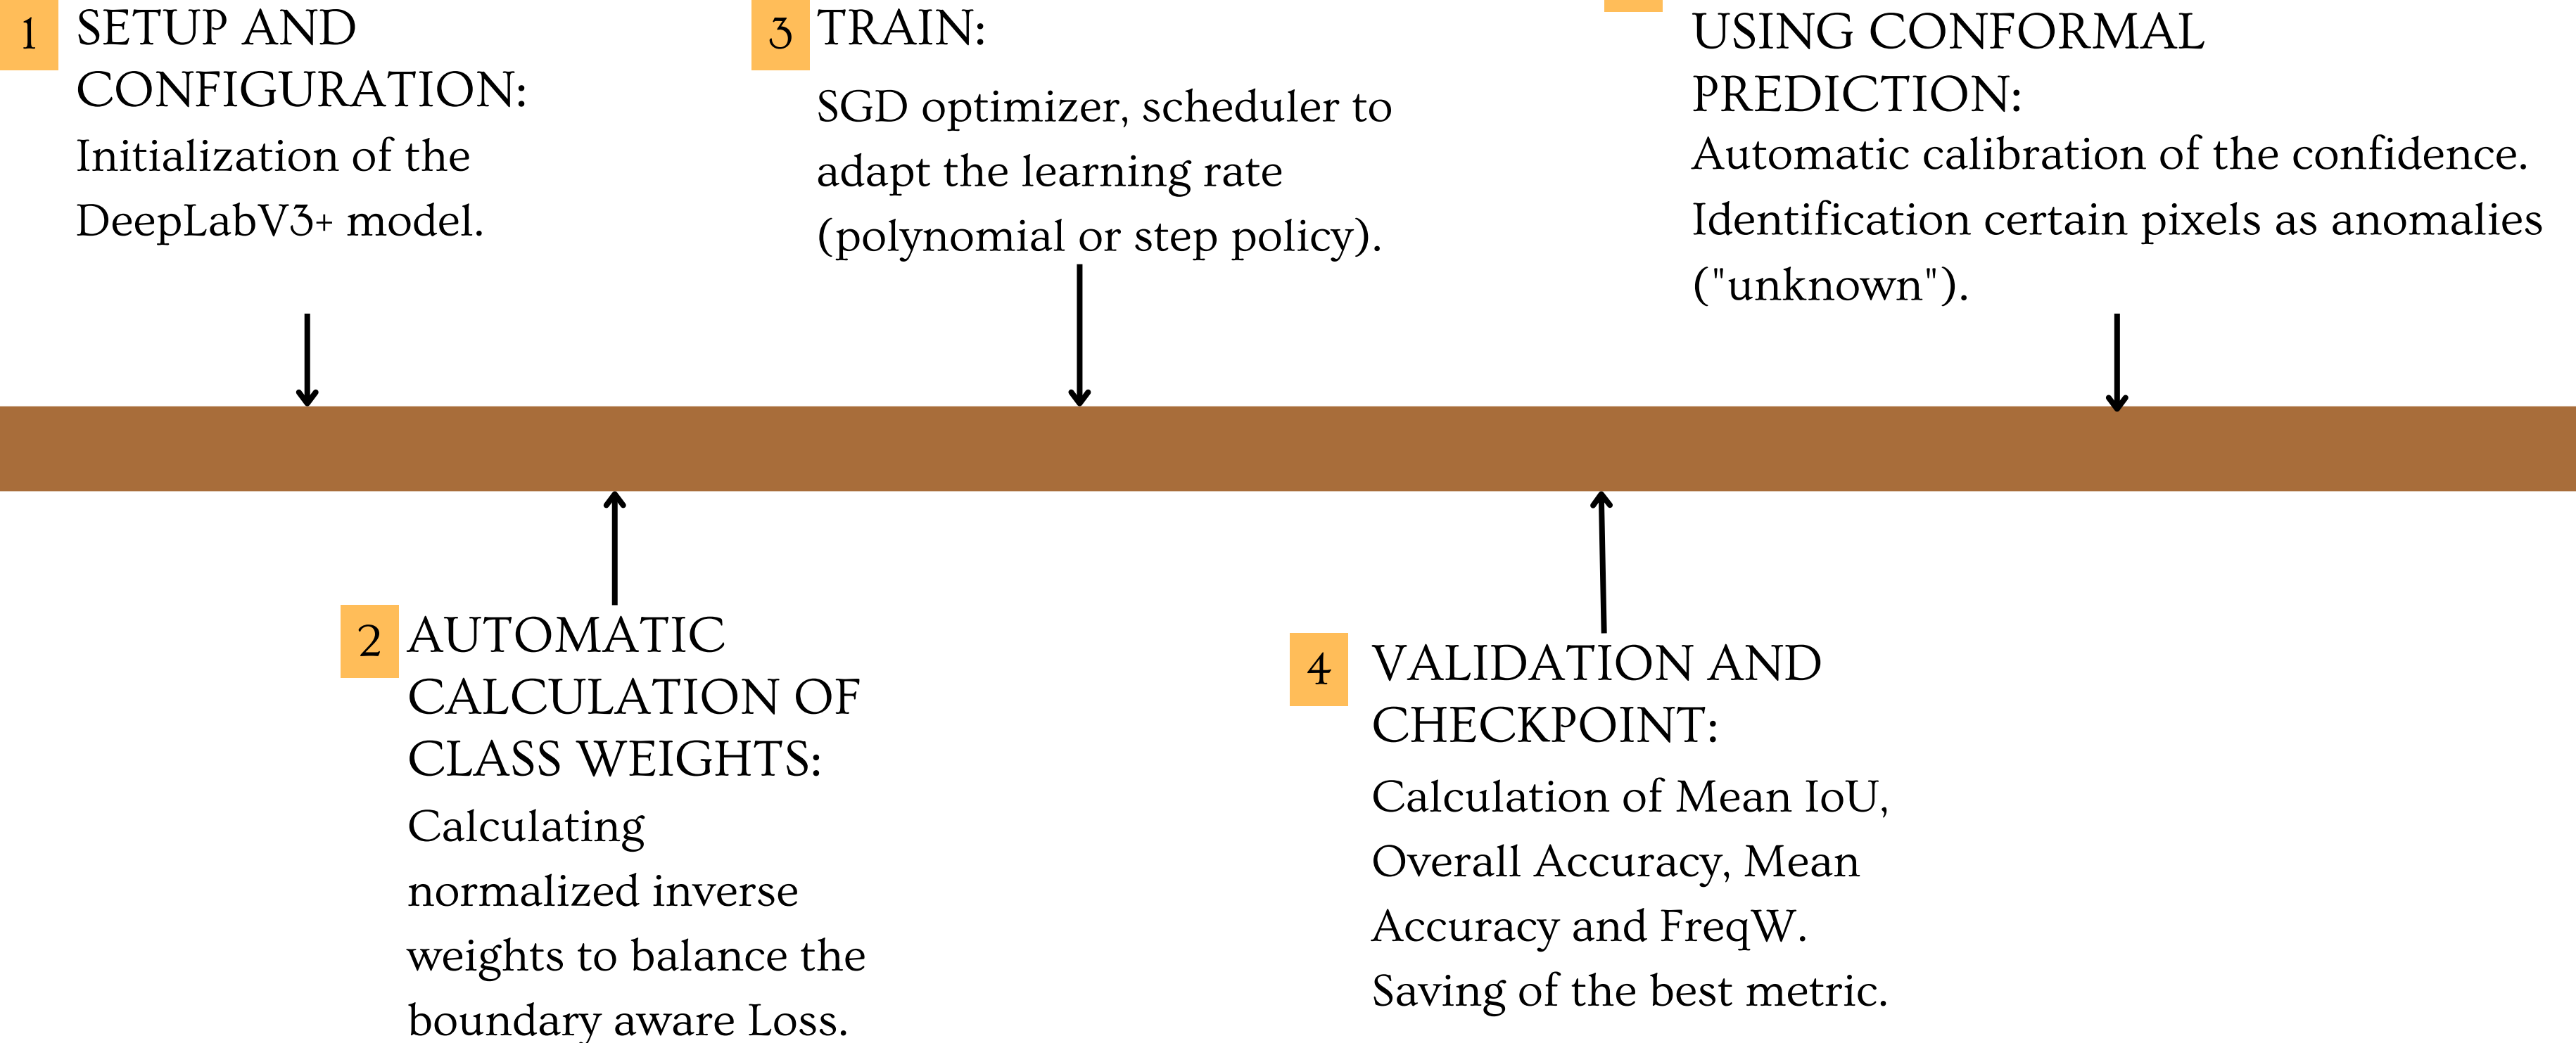 1
SETUP AND
CONFIGURATION:
Initialization of the
DeepLabV3+ model.
3
TRAIN:
SGD optimizer, scheduler to
adapt the learning rate
(polynomial or step policy).
USING CONFORMAL
PREDICTION:
Automatic calibration of the confidence.
Identification certain pixels as anomalies
("unknown").
2
AUTOMATIC
CALCULATION OF
CLASS WEIGHTS:
Calculating
normalized inverse
weights to balance the
boundary aware Loss.
4
VALIDATION AND
CHECKPOINT:
Calculation of Mean IoU,
Overall Accuracy, Mean
Accuracy and FreqW.
Saving of the best metric.